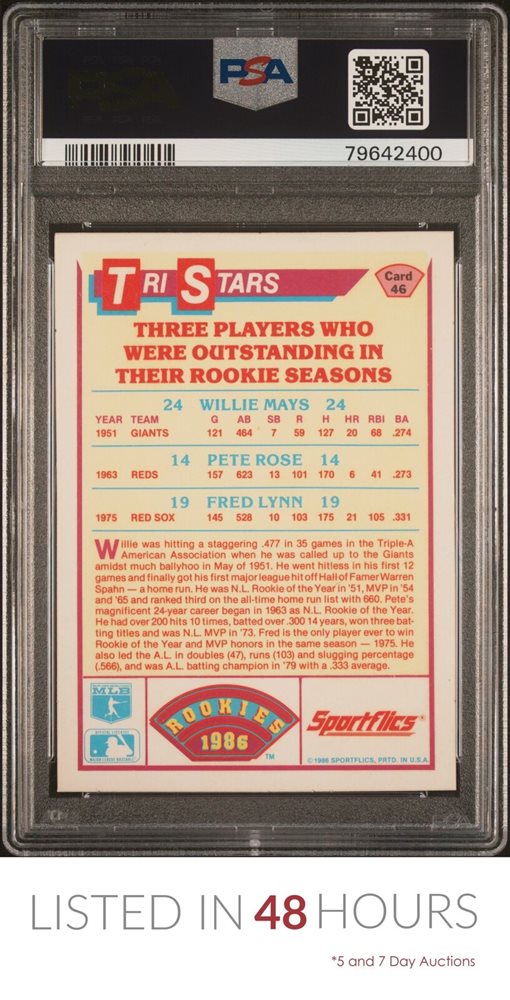 PSA
79642400
TRI STARS
Card
46
THREE PLAYERS WHO
WERE OUTSTANDING IN
THEIR ROOKIE SEASONS
24 WILLIE MAYS 24
YEAR TEAM G AB SB R H HR RBI BA
1951 GIANTS 121 464 7 59 127 20 68 .274
14 PETE ROSE 14
1963 REDS 157 623 13 101 170 6 41 .273
19 FRED LYNN 19
1975 RED SOX 145 528 10 103 175 21 105 .331
Willie was hitting a staggering .477 in 35 games in the Triple-A
American Association when he was called up to the Giants
amidst much ballyhoo in May of 1951. He went hitless in his first 12
games and finally got his first major league hit off Hall of Famer Warren
Spahn — a home run. He was N.L. Rookie of the Year in '51, MVP in '54
and '65 and ranked third on the all-time home run list with 660. Pete's
magnificent 24-year career began in 1963 as N.L. Rookie of the Year.
He had over 200 hits 10 times, batted over .300 14 years, won three bat-
ting titles and was N.L. MVP in '73. Fred is the only player ever to win
Rookie of the Year and MVP honors in the same season — 1975. He
also led the A.L. in doubles (47), runs (103) and slugging percentage
(.566), and was A.L. batting champion in '79 with a .333 average.
MLB
ROOKIES
1986
TM
Sportflics®
© 1986 SPORTFLICS, PRTD. IN U.S.A.
LISTED IN 48 HOURS
*5 and 7 Day Auctions